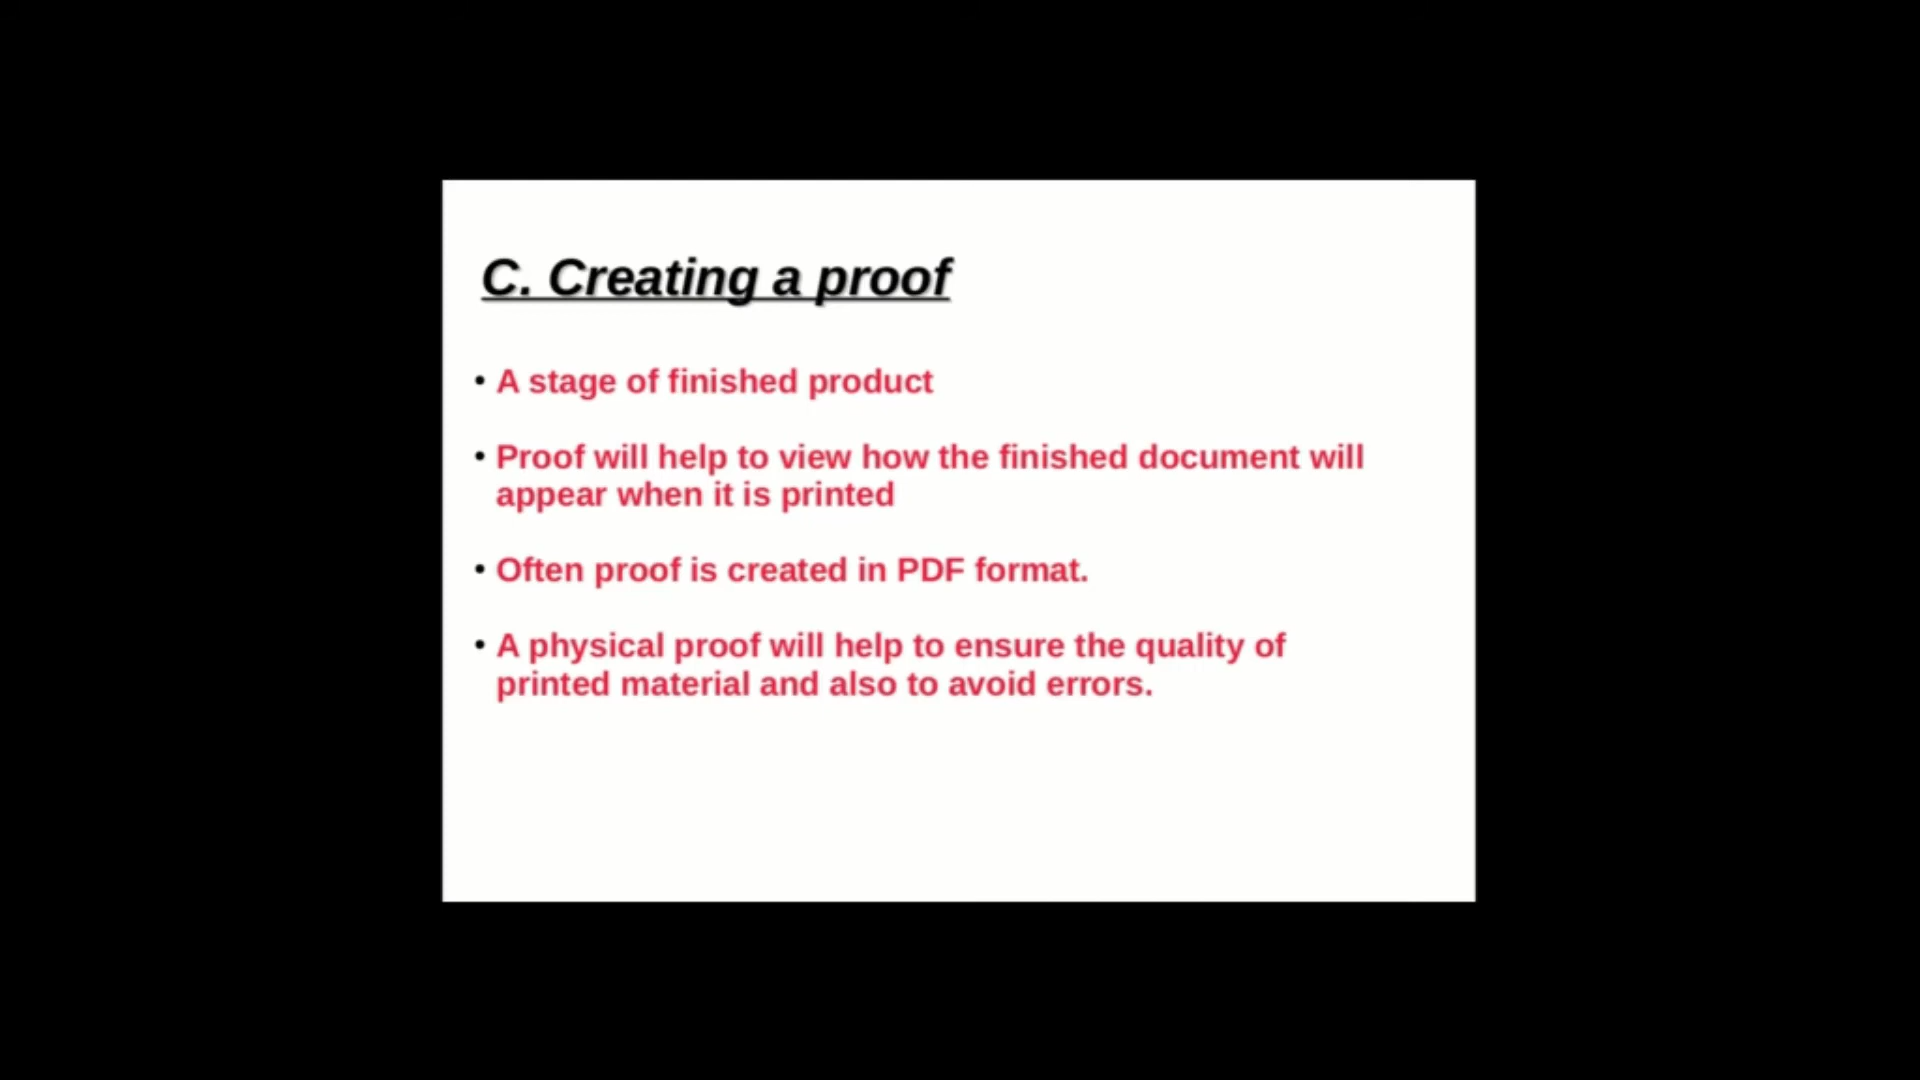 C. Creating a proof
• A stage of finished product
• Proof will help to view how the finished document will
appear when it is printed
• Often proof is created in PDF format.
• A physical proof will help to ensure the quality of
printed material and also to avoid errors.